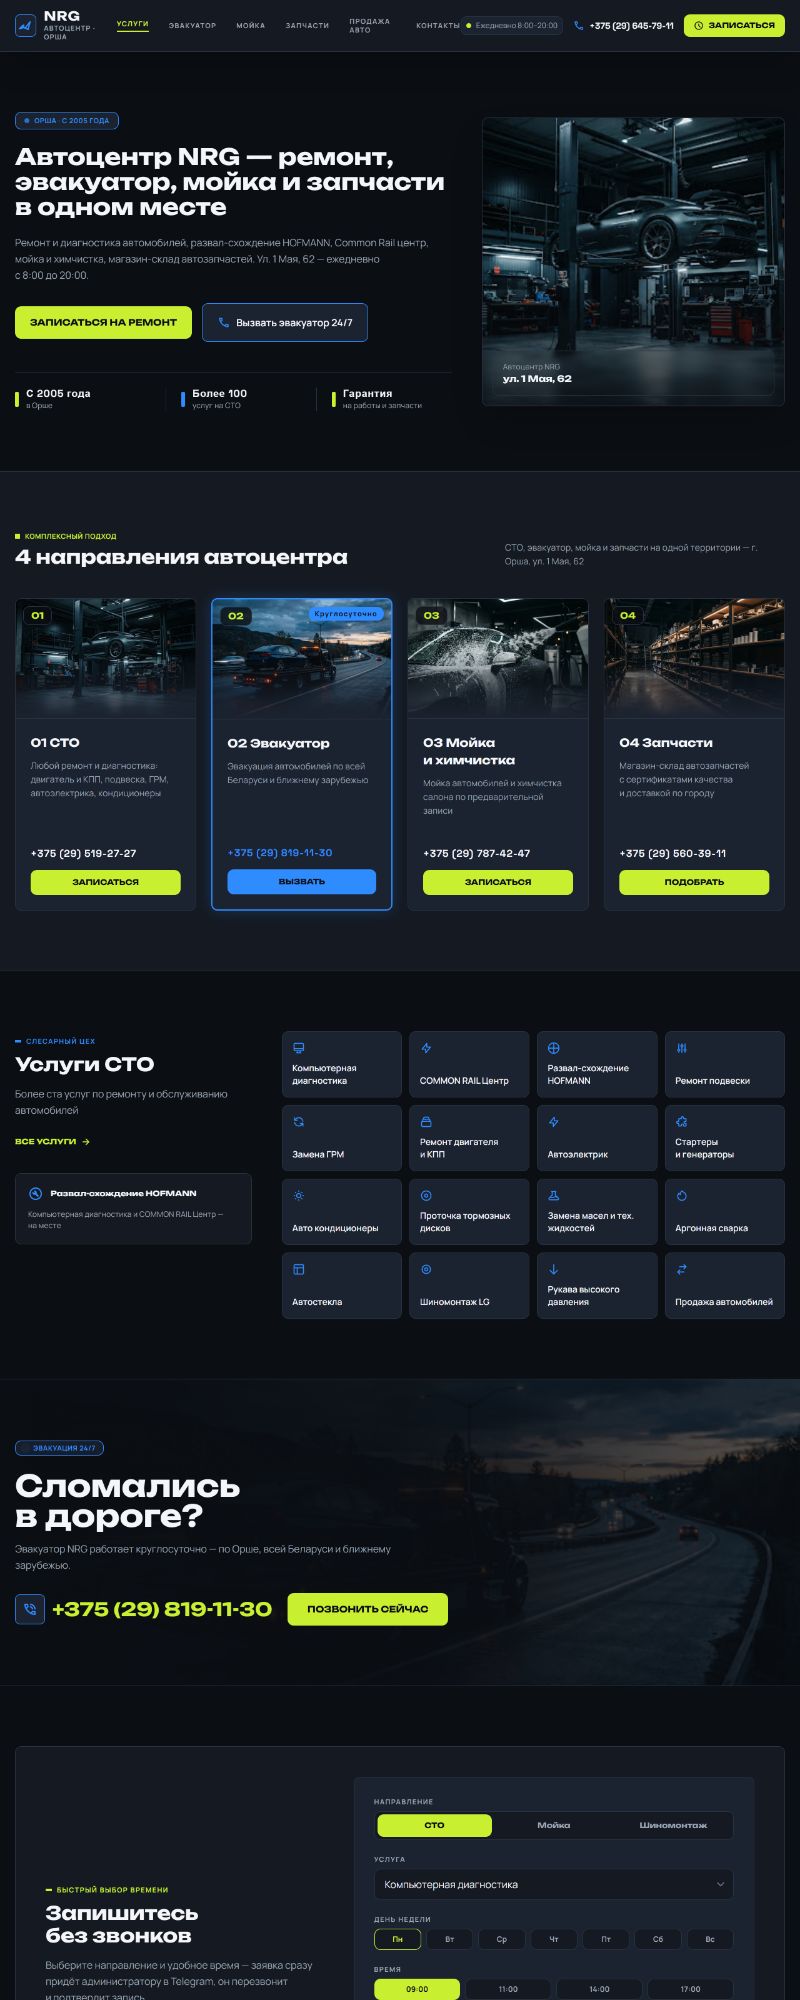 NRG
АВТОЦЕНТР ·
ОРША
УСЛУГИ
ЭВАКУАТОР
МОЙКА
ЗАПЧАСТИ
ПРОДАЖА
АВТО
КОНТАКТЫ
Ежедневно 8:00–20:00
+375 (29) 645-79-11
ЗАПИСАТЬСЯ
ОРША · С 2005 ГОДА
Автоцентр NRG — ремонт,
эвакуатор, мойка и запчасти
в одном месте
Ремонт и диагностика автомобилей, развал-схождение HOFMANN, Common Rail центр,
мойка и химчистка, магазин-склад автозапчастей. Ул. 1 Мая, 62 — ежедневно
с 8:00 до 20:00.
ЗАПИСАТЬСЯ НА РЕМОНТ
Вызвать эвакуатор 24/7
С 2005 года
в Орше
Более 100
услуг на СТО
Гарантия
на работы и запчасти
Автоцентр NRG
ул. 1 Мая, 62
КОМПЛЕКСНЫЙ ПОДХОД
4 направления автоцентра
СТО, эвакуатор, мойка и запчасти на одной территории — г.
Орша, ул. 1 Мая, 62
01
01 СТО
Любой ремонт и диагностика:
двигатель и КПП, подвеска, ГРМ,
автоэлектрика, кондиционеры
+375 (29) 519-27-27
ЗАПИСАТЬСЯ
02
Круглосуточно
02 Эвакуатор
Эвакуация автомобилей по всей
Беларуси и ближнему зарубежью
+375 (29) 819-11-30
ВЫЗВАТЬ
03
03 Мойка
и химчистка
Мойка автомобилей и химчистка
салона по предварительной
записи
+375 (29) 787-42-47
ЗАПИСАТЬСЯ
04
04 Запчасти
Магазин-склад автозапчастей
с сертификатами качества
и доставкой по городу
+375 (29) 560-39-11
ПОДОБРАТЬ
СЛЕСАРНЫЙ ЦЕХ
Услуги СТО
Более ста услуг по ремонту и обслуживанию
автомобилей
ВСЕ УСЛУГИ →
Развал-схождение HOFMANN
Компьютерная диагностика и COMMON RAIL Центр —
на месте
Компьютерная
диагностика
COMMON RAIL Центр
Развал-схождение
HOFMANN
Ремонт подвески
Замена ГРМ
Ремонт двигателя
и КПП
Автоэлектрик
Стартеры
и генераторы
Авто кондиционеры
Проточка тормозных
дисков
Замена масел и тех.
жидкостей
Аргонная сварка
Автостекла
Шиномонтаж LG
Рукава высокого
давления
Продажа автомобилей
ЭВАКУАЦИЯ 24/7
Сломались
в дороге?
Эвакуатор NRG работает круглосуточно — по Орше, всей Беларуси и ближнему
зарубежью.
+375 (29) 819-11-30
ПОЗВОНИТЬ СЕЙЧАС
БЫСТРЫЙ ВЫБОР ВРЕМЕНИ
Запишитесь
без звонков
Выберите направление и удобное время — заявка сразу
придёт администратору в Telegram, он перезвонит
и подтвердит запись.
НАПРАВЛЕНИЕ
СТО
Мойка
Шиномонтаж
УСЛУГА
Компьютерная диагностика
ДЕНЬ НЕДЕЛИ
Пн
Вт
Ср
Чт
Пт
Сб
Вс
ВРЕМЯ
09:00
11:00
14:00
17:00